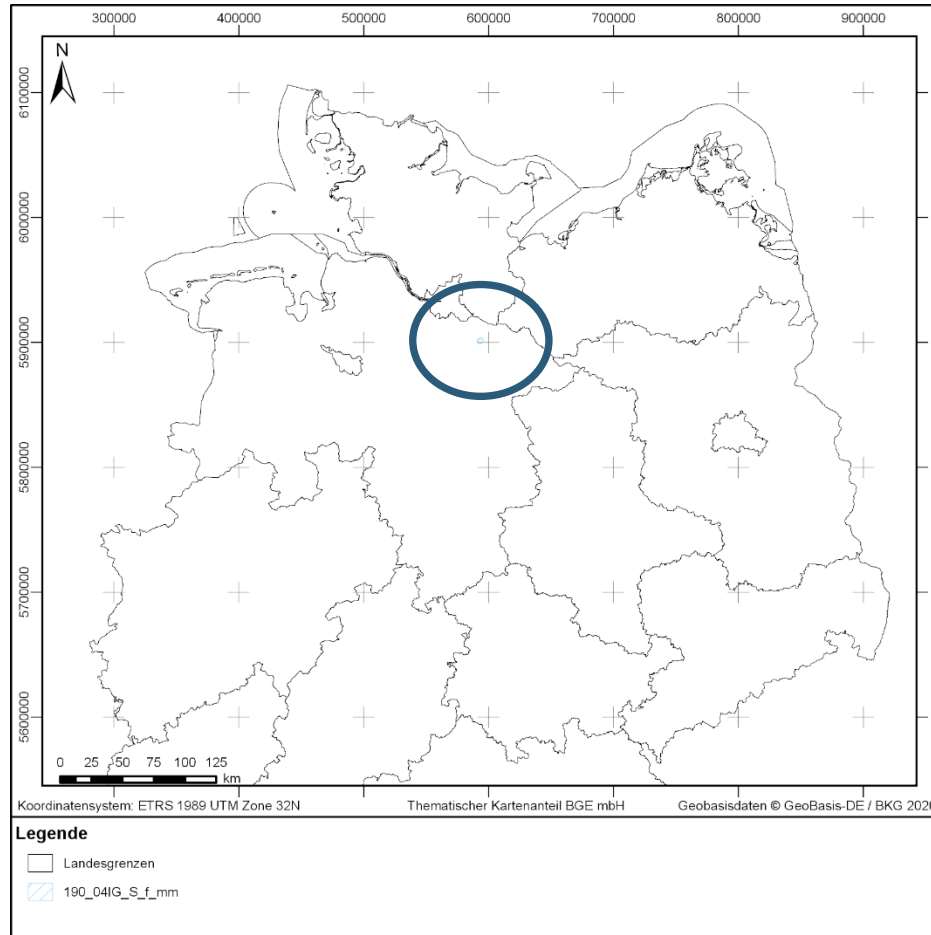 300000 400000 500000 600000 700000 800000 900000
N
6100000
6000000
5900000
5800000
5700000
5600000
0 25 50 75 100 125
km
Koordinatensystem: ETRS 1989 UTM Zone 32N Thematischer Kartenanteil BGE mbH Geobasisdaten © GeoBasis-DE / BKG 2020
Legende
Landesgrenzen
190_04IG_S_f_mm